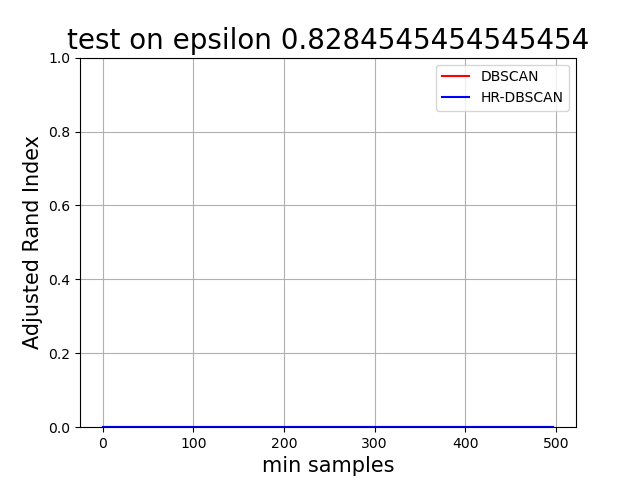 test on epsilon 0.8284545454545454
DBSCAN
HR-DBSCAN
Adjusted Rand Index
1.0
0.8
0.6
0.4
0.2
0.0
0 100 200 300 400 500
min samples